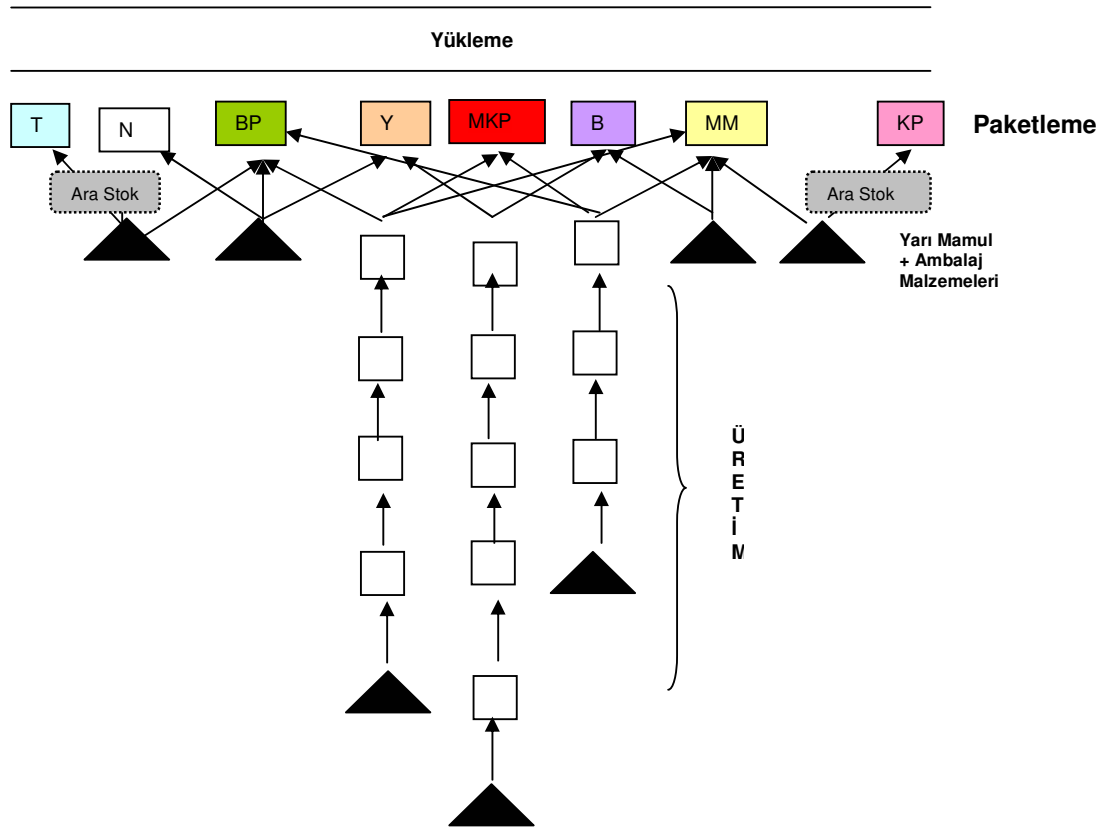 Yükleme
T
N
BP
Y
MKP
B
MM
KP
Paketleme
Ara Stok
Ara Stok
Yarı Mamul
+ Ambalaj
Malzemeleri
Ü
R
E
T
İ
M